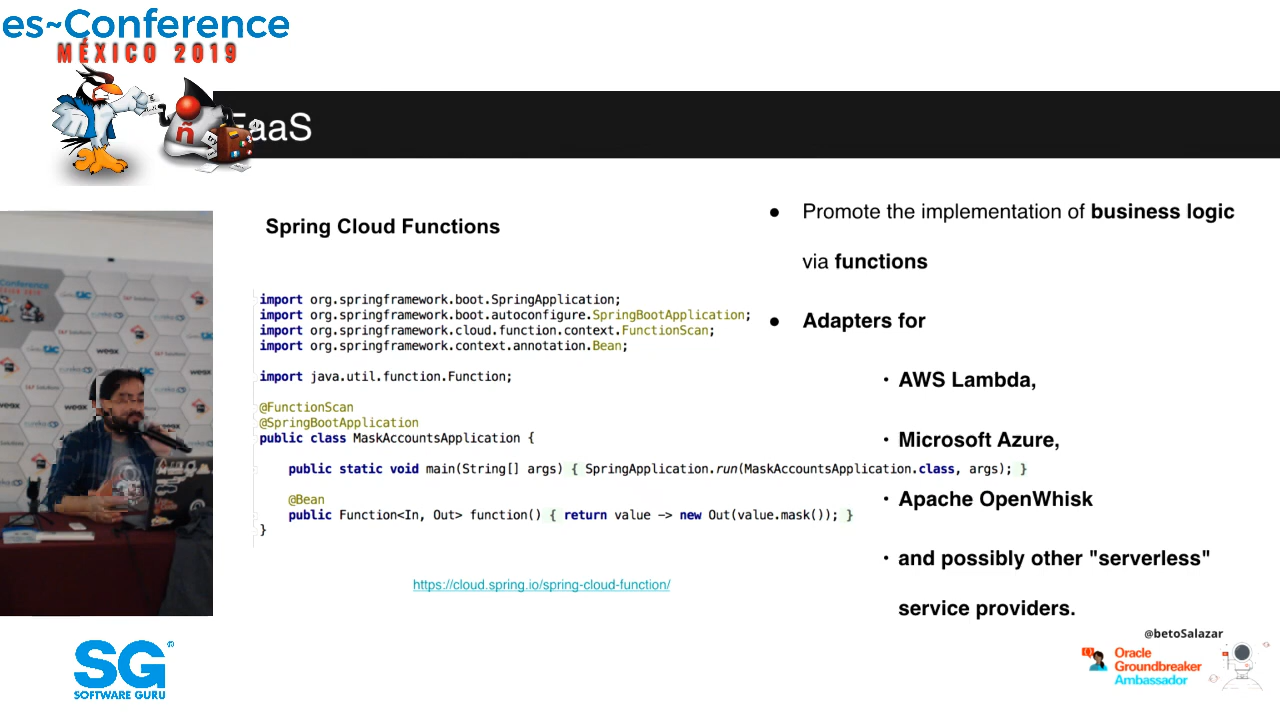 es~Conference
MÉXICO 2019
ñ
FaaS
Spring Cloud Functions
import org.springframework.boot.SpringApplication;
import org.springframework.boot.autoconfigure.SpringBootApplication;
import org.springframework.cloud.function.context.FunctionScan;
import org.springframework.context.annotation.Bean;
import java.util.function.Function;
@FunctionScan
@SpringBootApplication
public class MaskAccountsApplication {
public static void main(String[] args) { SpringApplication.run(MaskAccountsApplication.class, args); }
@Bean
public Function<In, Out> function() { return value -> new Out(value.mask()); }
}
https://cloud.spring.io/spring-cloud-function/
● Promote the implementation of business logic
via functions
● Adapters for
· AWS Lambda,
· Microsoft Azure,
· Apache OpenWhisk
· and possibly other "serverless"
service providers.
@betoSalazar
Oracle
Groundbreaker
Ambassador
Conference
weex
weex
SG®
SOFTWARE GURU